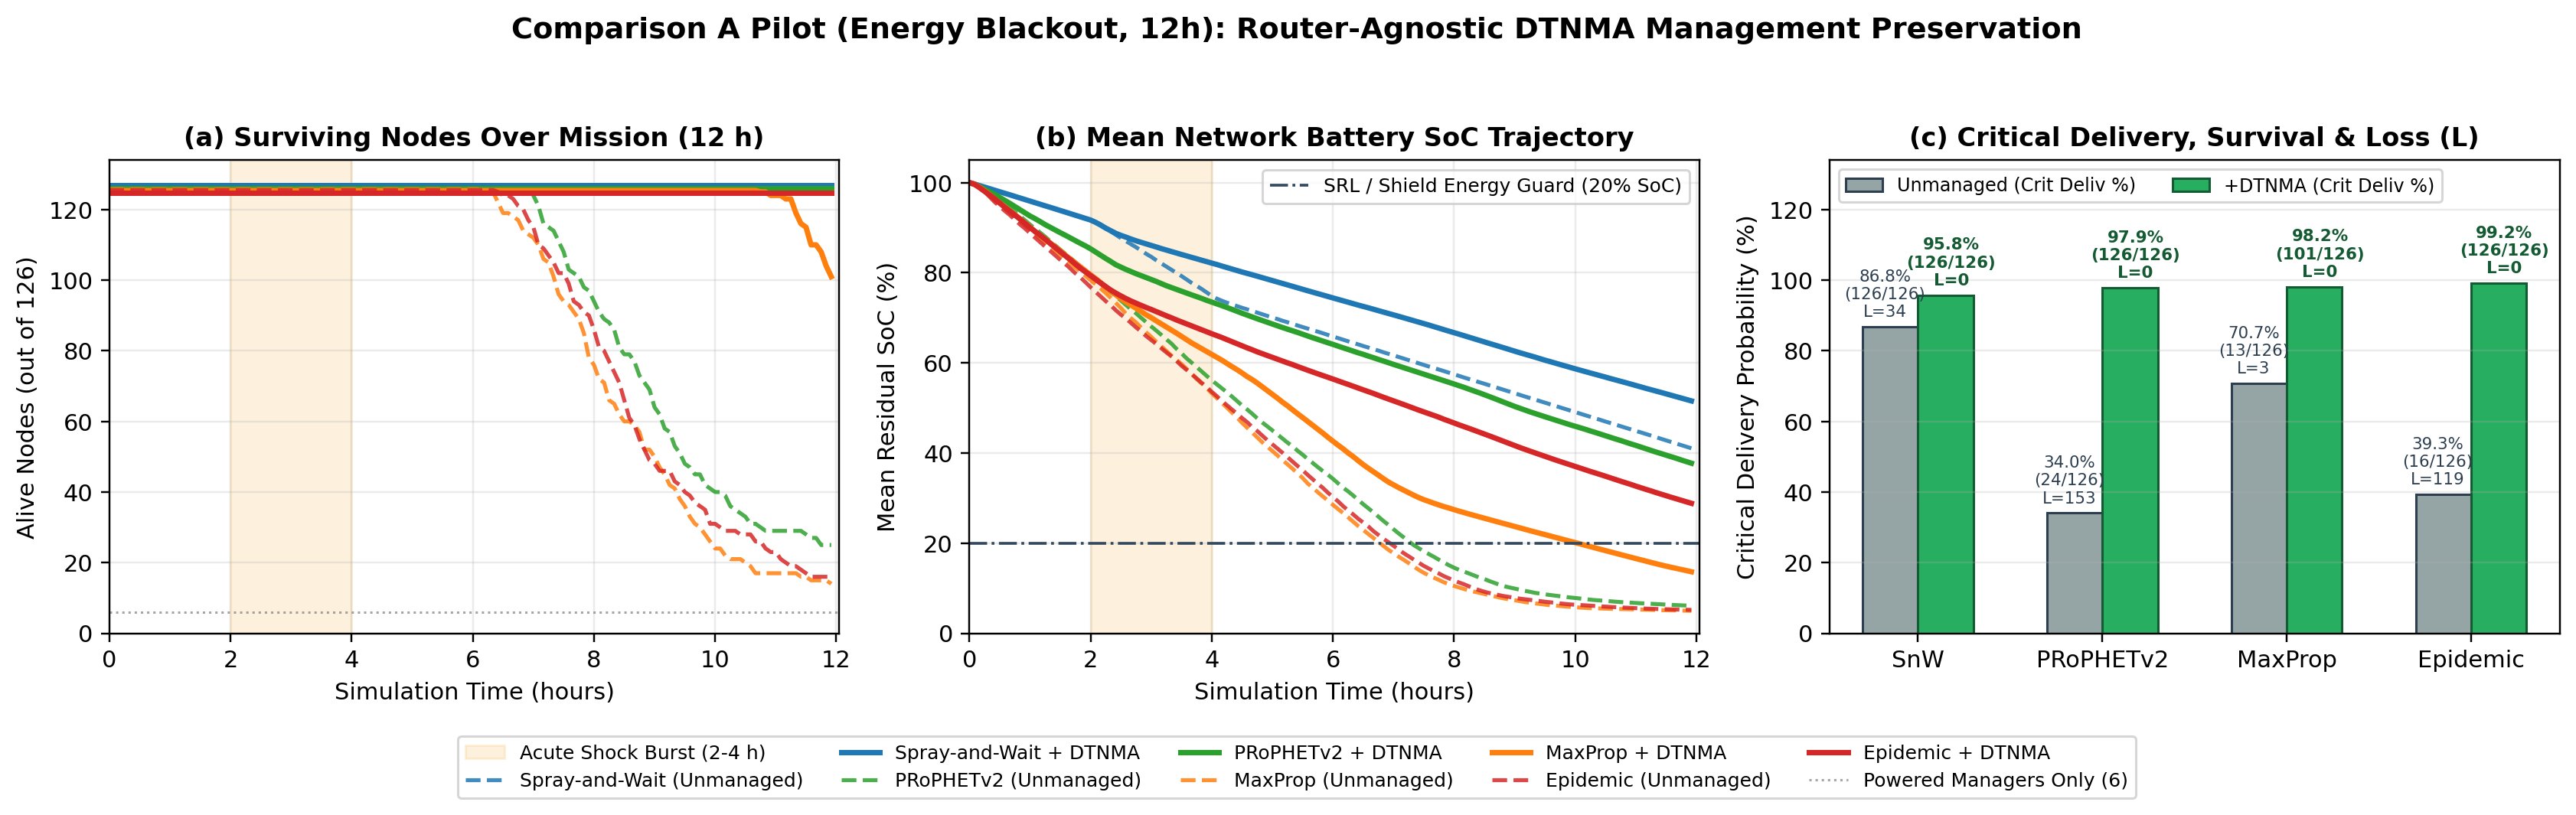 Comparison A Pilot (Energy Blackout, 12h): Router-Agnostic DTNMA Management Preservation
(a) Surviving Nodes Over Mission (12 h)
Alive Nodes (out of 126)
120
100
80
60
40
20
0
0 2 4 6 8 10 12
Simulation Time (hours)
(b) Mean Network Battery SoC Trajectory
SRL / Shield Energy Guard (20% SoC)
Mean Residual SoC (%)
100
80
60
40
20
0
0 2 4 6 8 10 12
Simulation Time (hours)
(c) Critical Delivery, Survival & Loss (L)
Unmanaged (Crit Deliv %) +DTNMA (Crit Deliv %)
Critical Delivery Probability (%)
120
100
80
60
40
20
0
86.8%
(126/126)
L=34
95.8%
(126/126)
L=0
34.0%
(24/126)
L=153
97.9%
(126/126)
L=0
70.7%
(13/126)
L=3
98.2%
(101/126)
L=0
39.3%
(16/126)
L=119
99.2%
(126/126)
L=0
SnW PRoPHETv2 MaxProp Epidemic
Acute Shock Burst (2-4 h) Spray-and-Wait + DTNMA PRoPHETv2 + DTNMA MaxProp + DTNMA Epidemic + DTNMA
Spray-and-Wait (Unmanaged) PRoPHETv2 (Unmanaged) MaxProp (Unmanaged) Epidemic (Unmanaged) Powered Managers Only (6)